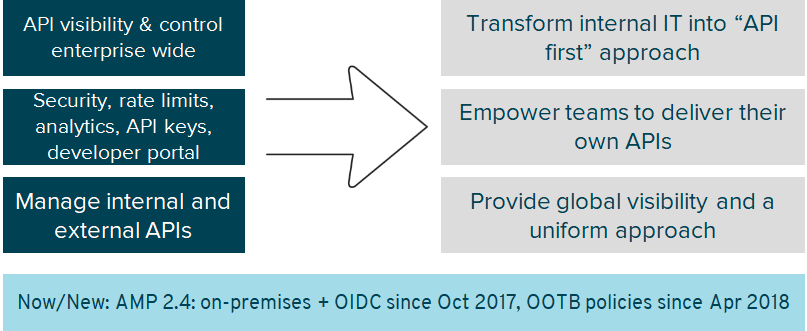 API visibility & control
enterprise wide
Security, rate limits,
analytics, API keys,
developer portal
Manage internal and
external APIs
Transform internal IT into “API
first” approach
Empower teams to deliver their
own APIs
Provide global visibility and a
uniform approach
Now/New: AMP 2.4: on-premises + OIDC since Oct 2017, OOTB policies since Apr 2018